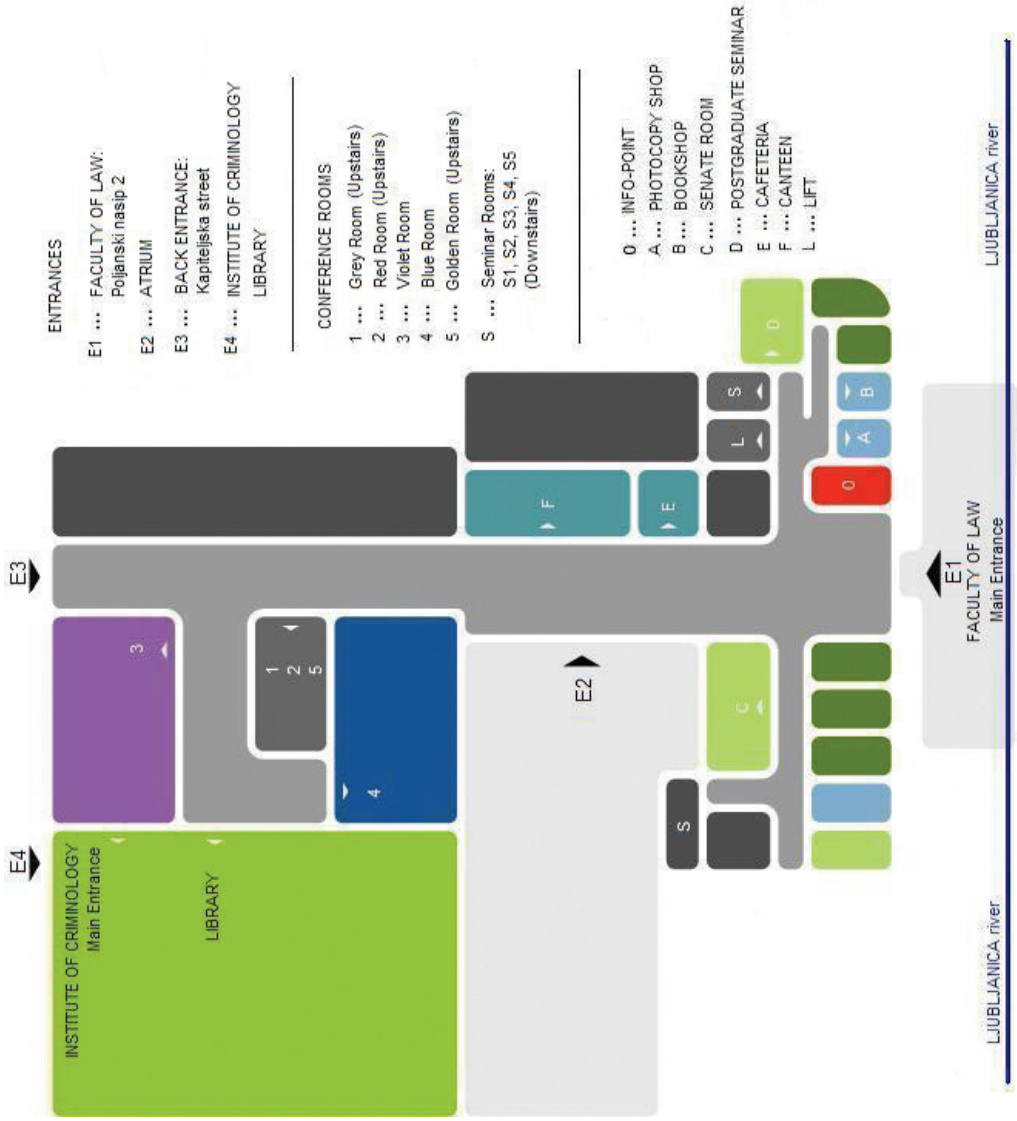 ENTRANCES
E1 ... FACULTY OF LAW:
Poljanski nasip 2
E2 ... ATRIUM
E3 ... BACK ENTRANCE:
Kapiteljska street
E4 ... INSTITUTE OF CRIMINOLOGY
LIBRARY
CONFERENCE ROOMS
1 ... Grey Room (Upstairs)
2 ... Red Room (Upstairs)
3 ... Violet Room
4 ... Blue Room
5 ... Golden Room (Upstairs)
S ... Seminar Rooms:
S1, S2, S3, S4, S5
(Downstairs)
0 ... INFO-POINT
A ... PHOTOCOPY SHOP
B ... BOOKSHOP
C ... SENATE ROOM
D ... POSTGRADUATE SEMINAR
E ... CAFETERIA
F ... CANTEEN
L ... LIFT
E4
E3
INSTITUTE OF CRIMINOLOGY
Main Entrance
LIBRARY
3
1
2
5
4
E2
F
E
S
C
L
S
D
0
A
B
E1
FACULTY OF LAW
Main Entrance
LJUBLJANICA river
LJUBLJANICA river